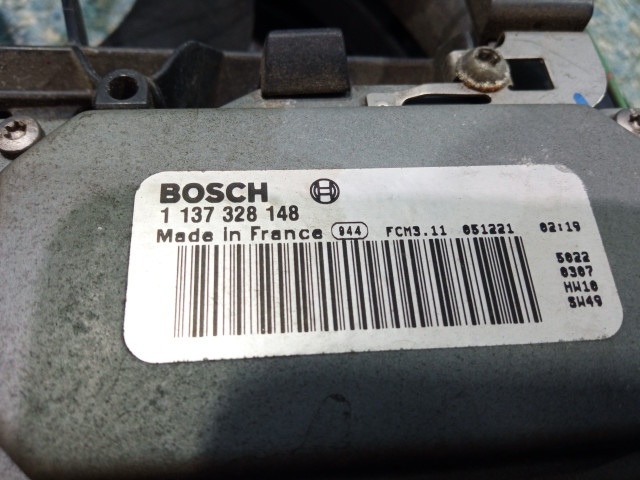 BOSCH
1 137 328 148
Made in France 944 FCM3.11 051221 02:19
5022
0307
HW10
SW49